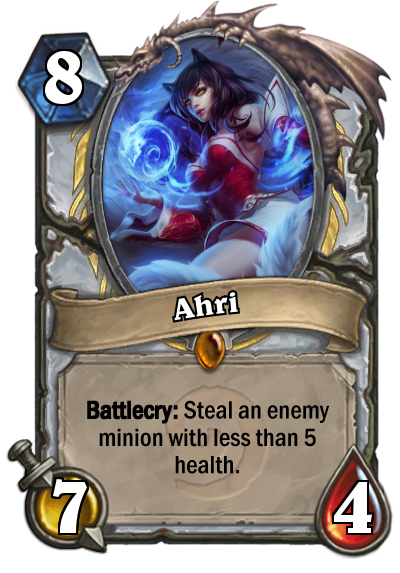 8
Ahri
Battlecry: Steal an enemy
minion with less than 5
health.
7
4